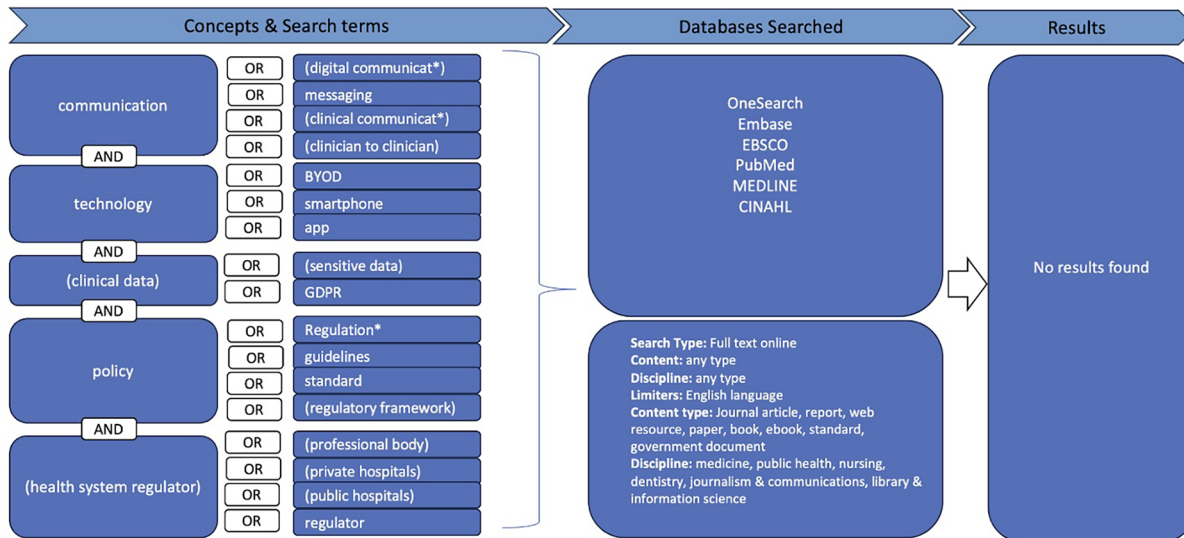 Concepts & Search terms
Databases Searched
Results
communication
OR
(digital communicat*)
OR
messaging
OR
(clinical communicat*)
OR
(clinician to clinician)
AND
technology
OR
BYOD
OR
smartphone
OR
app
AND
(clinical data)
OR
(sensitive data)
OR
GDPR
AND
policy
OR
Regulation*
OR
guidelines
OR
standard
OR
(regulatory framework)
AND
(health system regulator)
OR
(professional body)
OR
(private hospitals)
OR
(public hospitals)
OR
regulator
OneSearch
Embase
EBSCO
PubMed
MEDLINE
CINAHL
Search Type: Full text online
Content: any type
Discipline: any type
Limiters: English language
Content type: Journal article, report, web
resource, paper, book, ebook, standard,
government document
Discipline: medicine, public health, nursing,
dentistry, journalism & communications, library &
information science
No results found